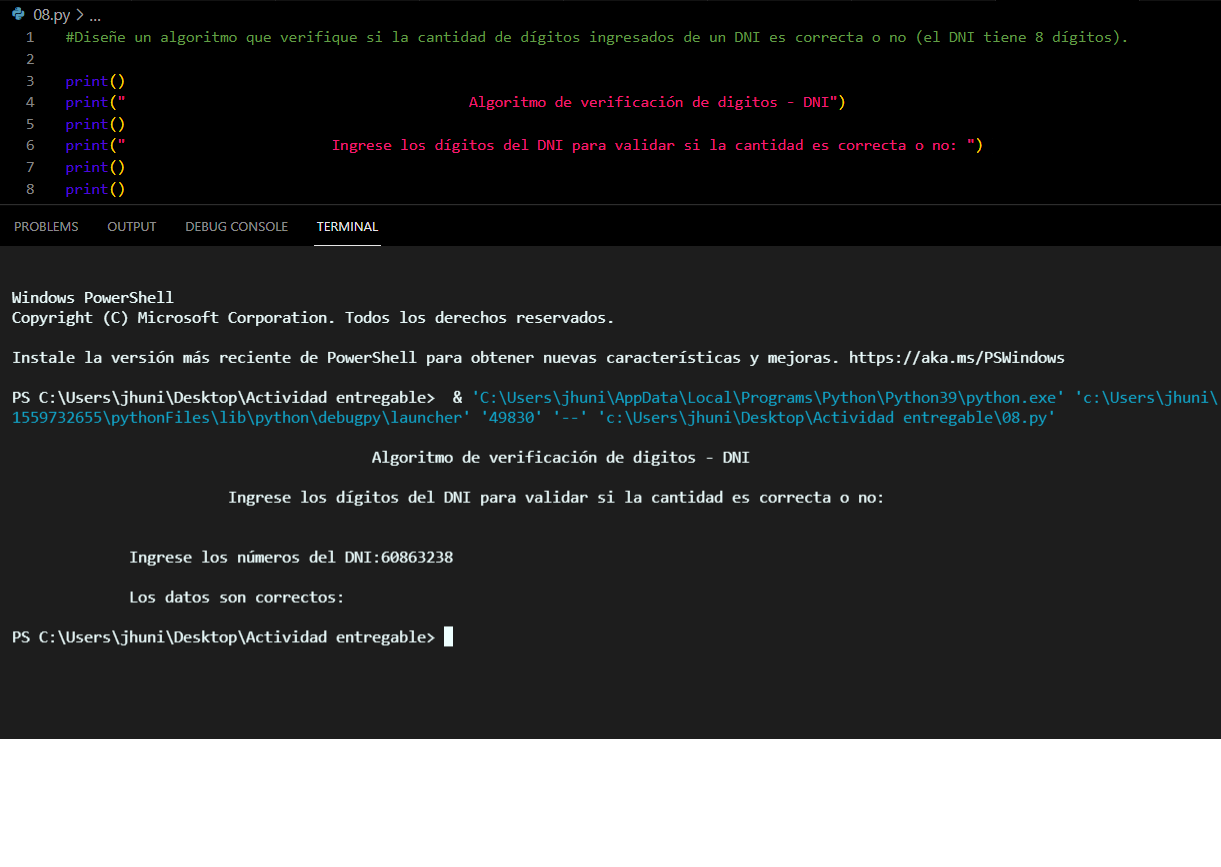 08.py > ...
1 #Diseñe un algoritmo que verifique si la cantidad de dígitos ingresados de un DNI es correcta o no (el DNI tiene 8 dígitos).
2
3 print()
4 print(" Algoritmo de verificación de digitos - DNI")
5 print()
6 print(" Ingrese los dígitos del DNI para validar si la cantidad es correcta o no: ")
7 print()
8 print()
PROBLEMS OUTPUT DEBUG CONSOLE TERMINAL
Windows PowerShell
Copyright (C) Microsoft Corporation. Todos los derechos reservados.
Instale la versión más reciente de PowerShell para obtener nuevas características y mejoras. https://aka.ms/PSWindows
PS C:\Users\jhuni\Desktop\Actividad entregable> & 'C:\Users\jhuni\AppData\Local\Programs\Python\Python39\python.exe' 'c:\Users\jhuni\
1559732655\pythonFiles\lib\python\debugpy\launcher' '49830' '--' 'c:\Users\jhuni\Desktop\Actividad entregable\08.py'
Algoritmo de verificación de digitos - DNI
Ingrese los dígitos del DNI para validar si la cantidad es correcta o no:
Ingrese los números del DNI:60863238
Los datos son correctos:
PS C:\Users\jhuni\Desktop\Actividad entregable>